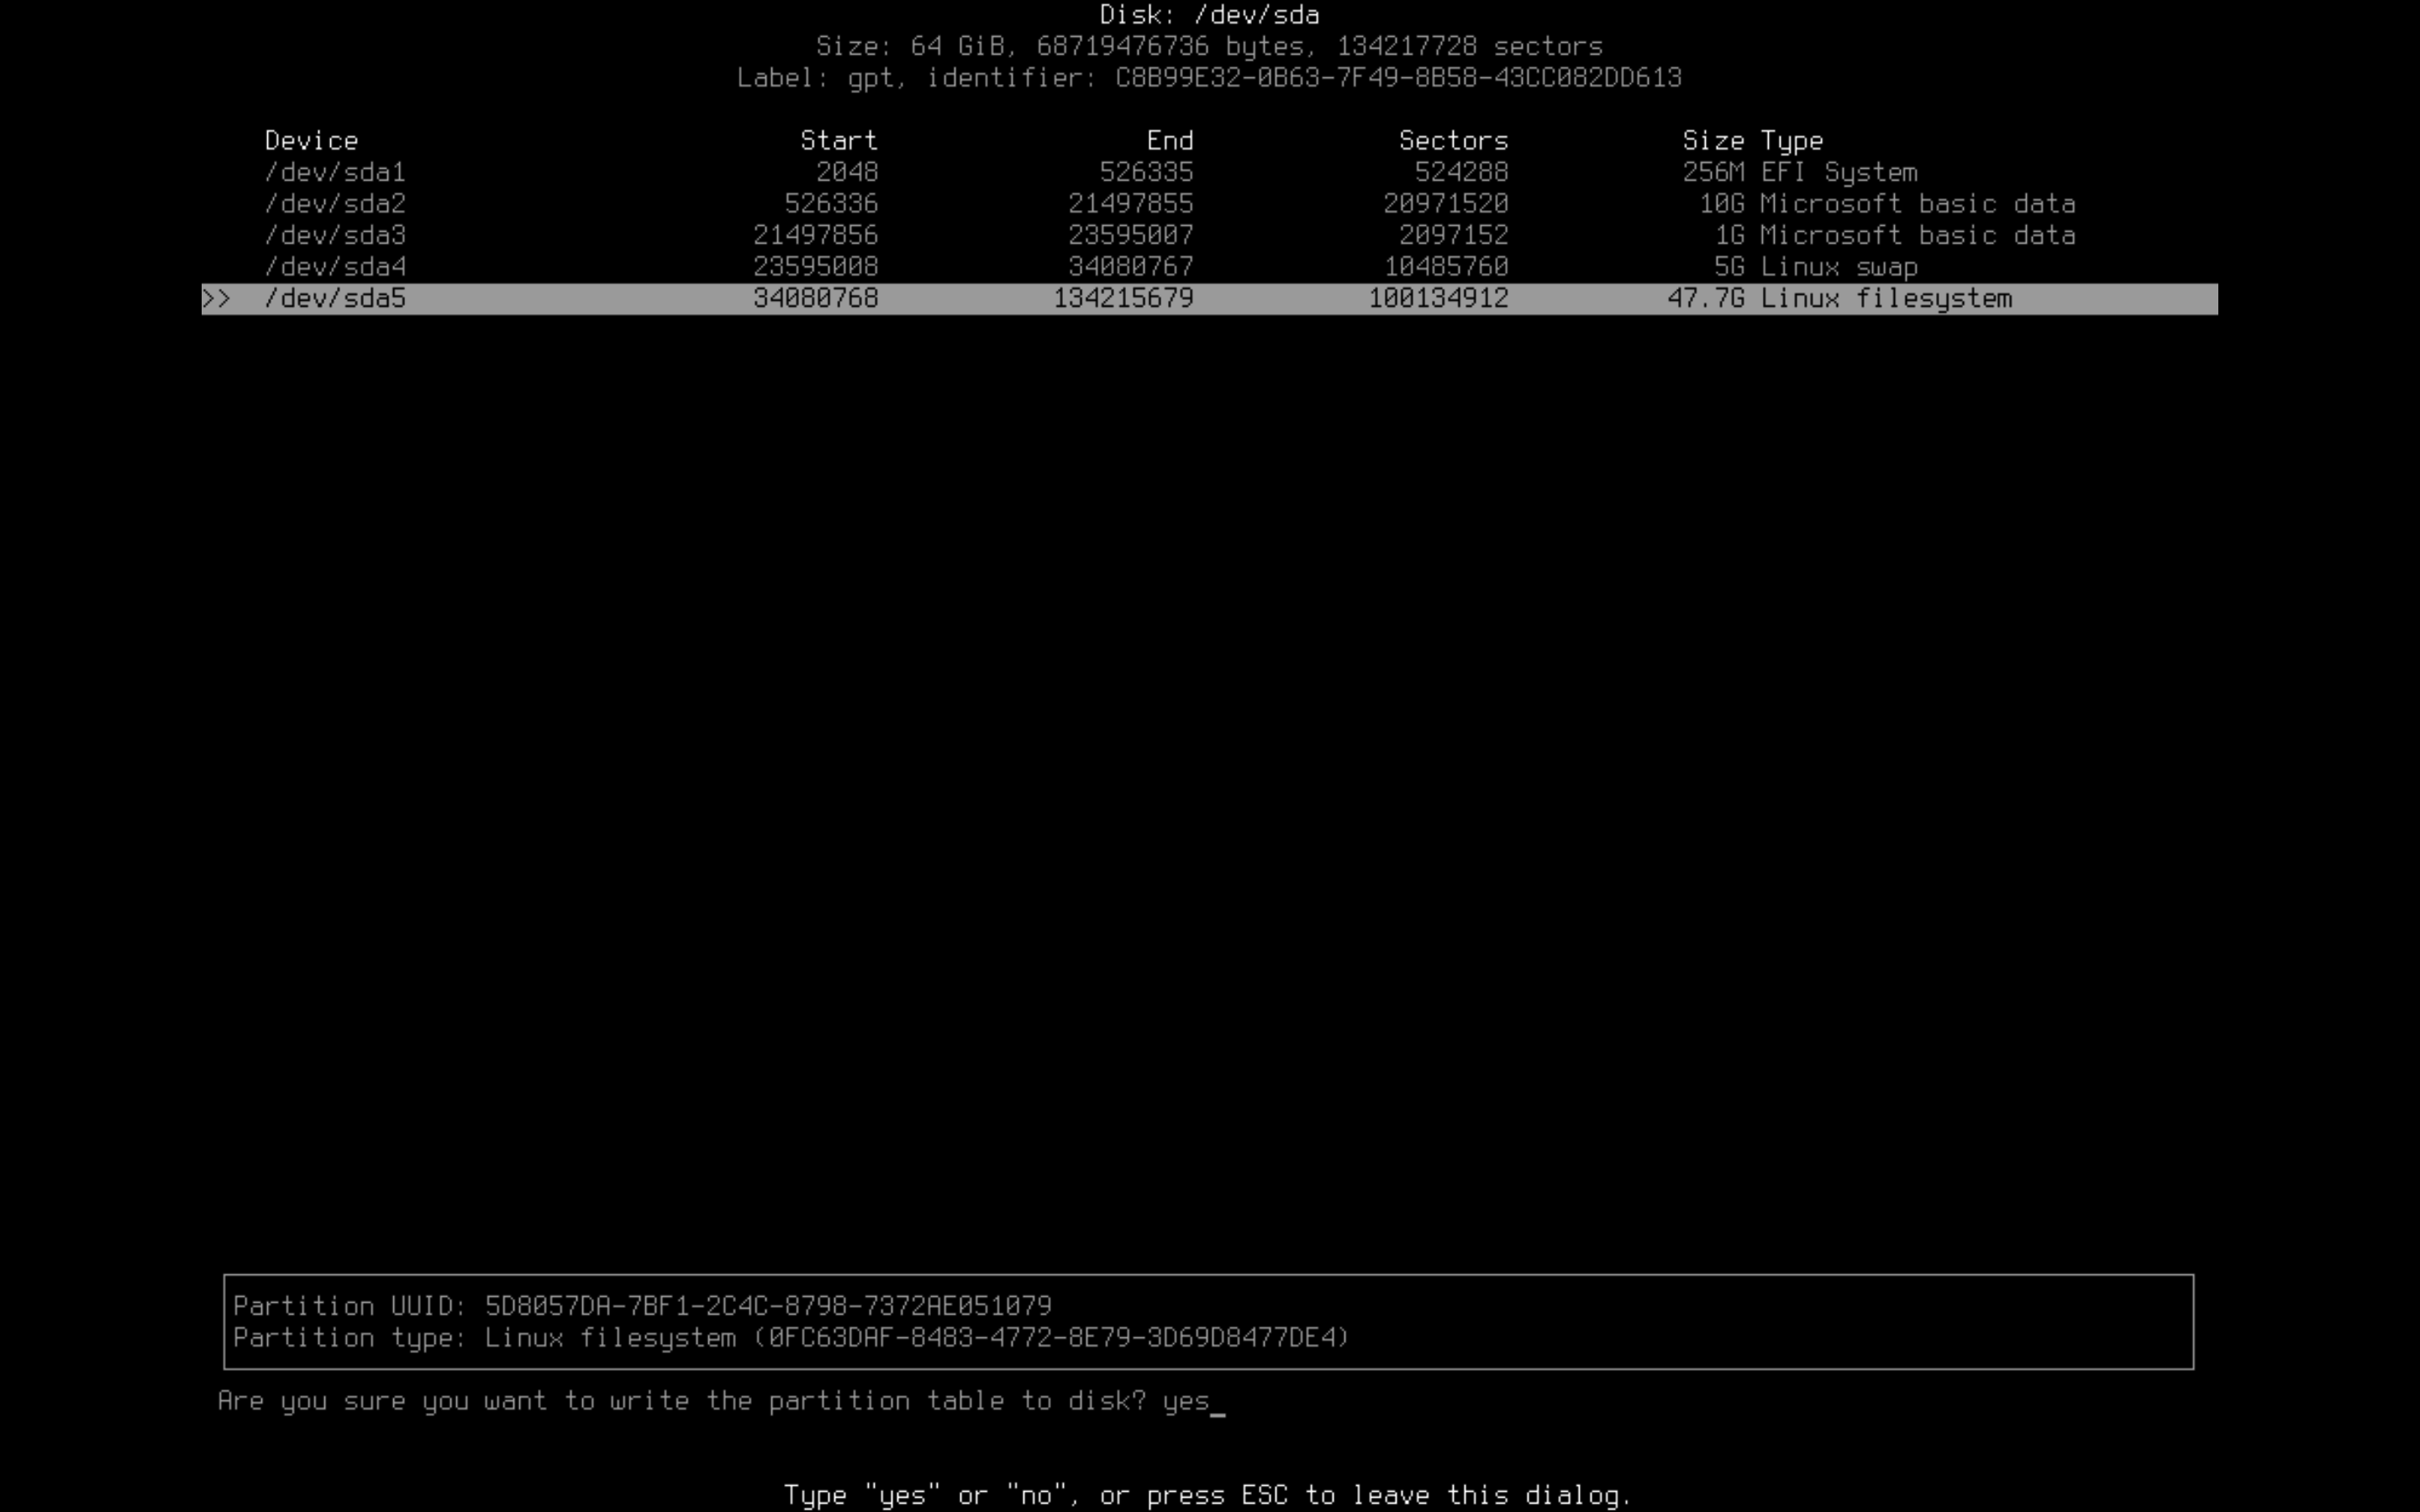 Disk: /dev/sda
Size: 64 GiB, 68719476736 bytes, 134217728 sectors
Label: gpt, identifier: C8B99E32-0B63-7F49-8B58-43CC082DD613
Device Start End Sectors Size Type
/dev/sda1 2048 526335 524288 256M EFI System
/dev/sda2 526336 21497855 20971520 10G Microsoft basic data
/dev/sda3 21497856 23595007 2097152 1G Microsoft basic data
/dev/sda4 23595008 34080767 10485760 5G Linux swap
>> /dev/sda5 34080768 134215679 100134912 47.7G Linux filesystem
Partition UUID: 5D8057DA-7BF1-2C4C-8798-7372AE051079
Partition type: Linux filesystem (0FC63DAF-8483-4772-8E79-3D69D8477DE4)
Are you sure you want to write the partition table to disk? yes_
Type "yes" or "no", or press ESC to leave this dialog.